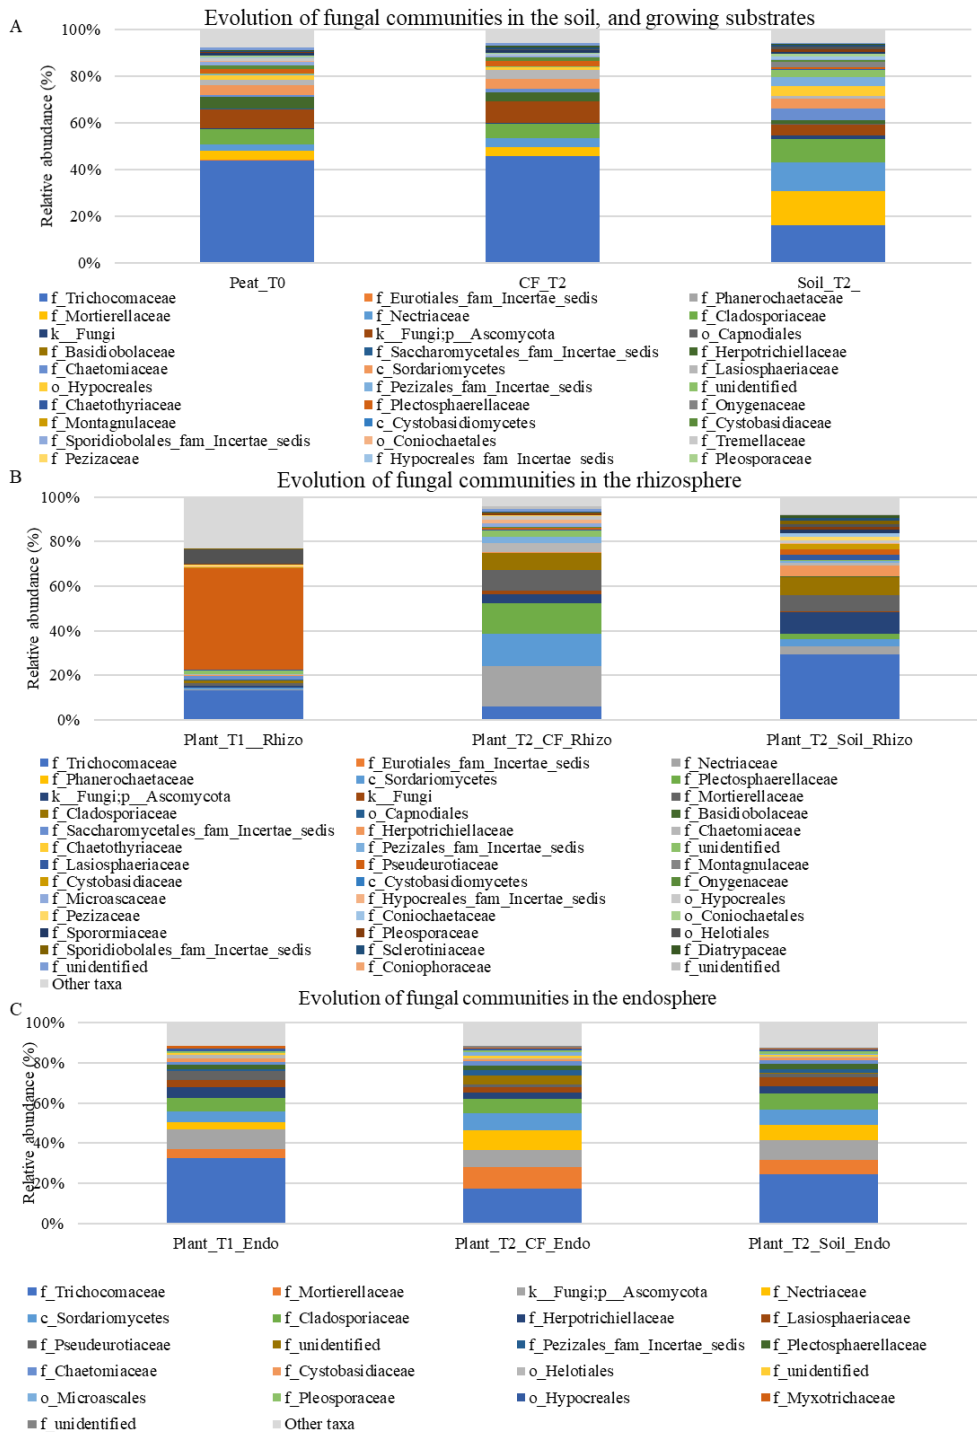 A
Evolution of fungal communities in the soil, and growing substrates
Relative abundance (%)
100%
80%
60%
40%
20%
0%
Peat_T0 CF_T2 Soil_T2_
f_Trichocomaceae f_Eurotiales_fam_Incertae_sedis f_Phanerochaetaceae
f_Mortierellaceae f_Nectriaceae f_Cladosporiaceae
k__Fungi k__Fungi;p__Ascomycota o_Capnodiales
f_Basidiobolaceae f_Saccharomycetales_fam_Incertae_sedis f_Herpotrichiellaceae
f_Chaetomiaceae c_Sordariomycetes f_Lasiosphaeriaceae
o_Hypocreales f_Pezizales_fam_Incertae_sedis f_unidentified
f_Chaetothyriaceae f_Plectosphaerellaceae f_Onygenaceae
f_Montagnulaceae c_Cystobasidiomycetes f_Cystobasidiaceae
f_Sporidiobolales_fam_Incertae_sedis o_Coniochaetales f_Tremellaceae
f_Pezizaceae f_Hypocreales_fam_Incertae_sedis f_Pleosporaceae
B
Evolution of fungal communities in the rhizosphere
Relative abundance (%)
100%
80%
60%
40%
20%
0%
Plant_T1__Rhizo Plant_T2_CF_Rhizo Plant_T2_Soil_Rhizo
f_Trichocomaceae f_Eurotiales_fam_Incertae_sedis f_Nectriaceae
f_Phanerochaetaceae c_Sordariomycetes f_Plectosphaerellaceae
k__Fungi;p__Ascomycota k__Fungi f_Mortierellaceae
f_Cladosporiaceae o_Capnodiales f_Basidiobolaceae
f_Saccharomycetales_fam_Incertae_sedis f_Herpotrichiellaceae f_Chaetomiaceae
f_Chaetothyriaceae f_Pezizales_fam_Incertae_sedis f_unidentified
f_Lasiosphaeriaceae f_Pseudeurotiaceae f_Montagnulaceae
f_Cystobasidiaceae c_Cystobasidiomycetes f_Onygenaceae
f_Microascaceae f_Hypocreales_fam_Incertae_sedis o_Hypocreales
f_Pezizaceae f_Coniochaetaceae o_Coniochaetales
f_Sporormiaceae f_Pleosporaceae o_Helotiales
f_Sporidiobolales_fam_Incertae_sedis f_Sclerotiniaceae f_Diatrypaceae
f_unidentified f_Coniophoraceae f_unidentified
Other taxa
C
Evolution of fungal communities in the endosphere
Relative abundance (%)
100%
80%
60%
40%
20%
0%
Plant_T1_Endo Plant_T2_CF_Endo Plant_T2_Soil_Endo
f_Trichocomaceae f_Mortierellaceae k__Fungi;p__Ascomycota f_Nectriaceae
c_Sordariomycetes f_Cladosporiaceae f_Herpotrichiellaceae f_Lasiosphaeriaceae
f_Pseudeurotiaceae f_unidentified f_Pezizales_fam_Incertae_sedis f_Plectosphaerellaceae
f_Chaetomiaceae f_Cystobasidiaceae o_Helotiales f_unidentified
o_Microascales f_Pleosporaceae o_Hypocreales f_Myxotrichaceae
f_unidentified Other taxa